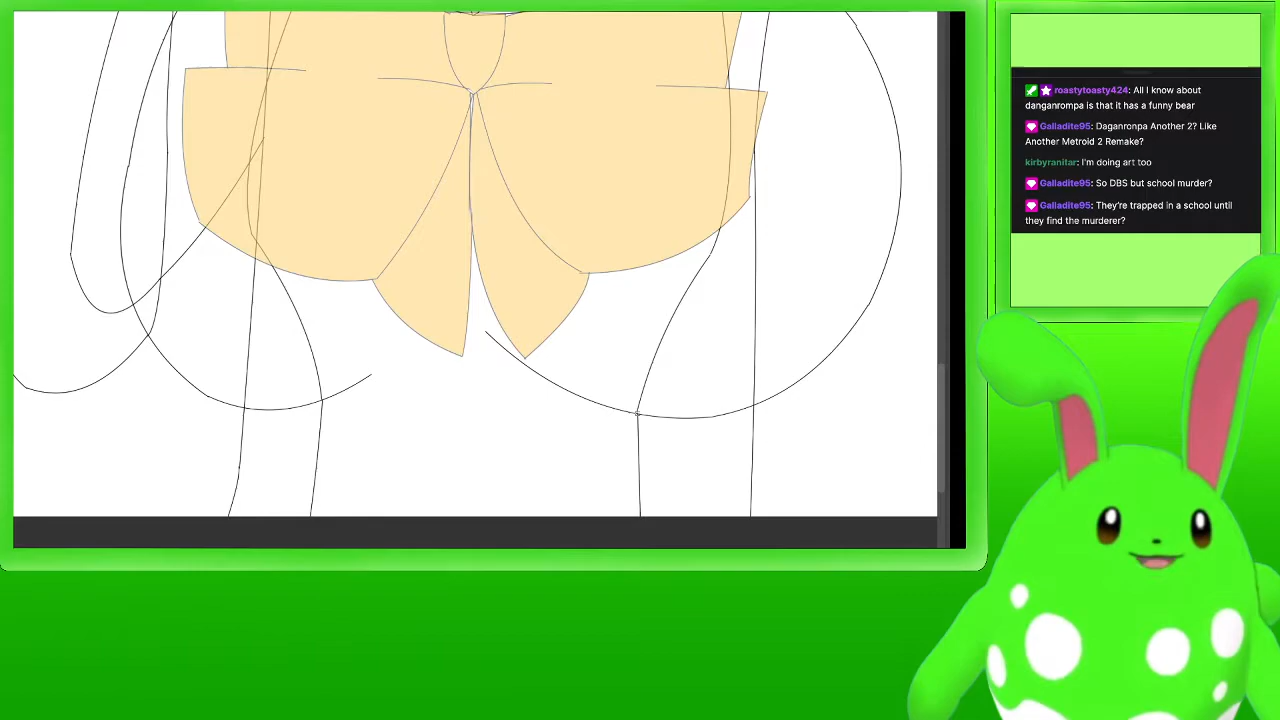 roastytoasty424: All I know about
danganrompa is that it has a funny bear
Galladite95: Daganronpa Another 2? Like
Another Metroid 2 Remake?
kirbyranitar: I'm doing art too
Galladite95: So DBS but school murder?
Galladite95: They're trapped in a school until
they find the murderer?